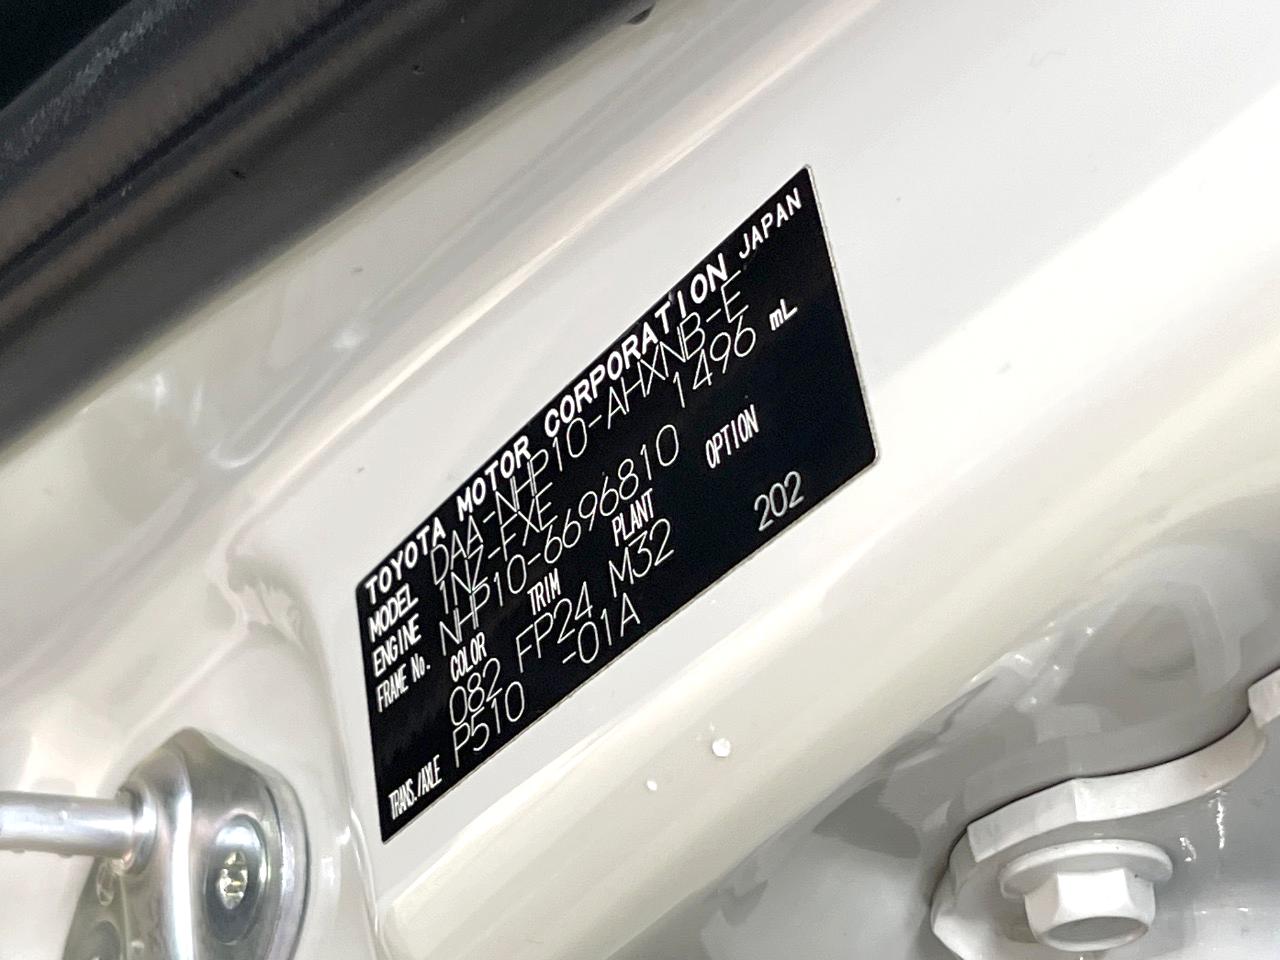 TOYOTA MOTOR CORPORATION JAPAN
MODEL DAA-NHP10-AHXNB-E
ENGINE 1NZ-FXE 1496 mL
FRAME No. NHP10-6696810
COLOR TRIM PLANT OPTION
082 FP24 M32 202
TRANS./AXLE P510 -01A